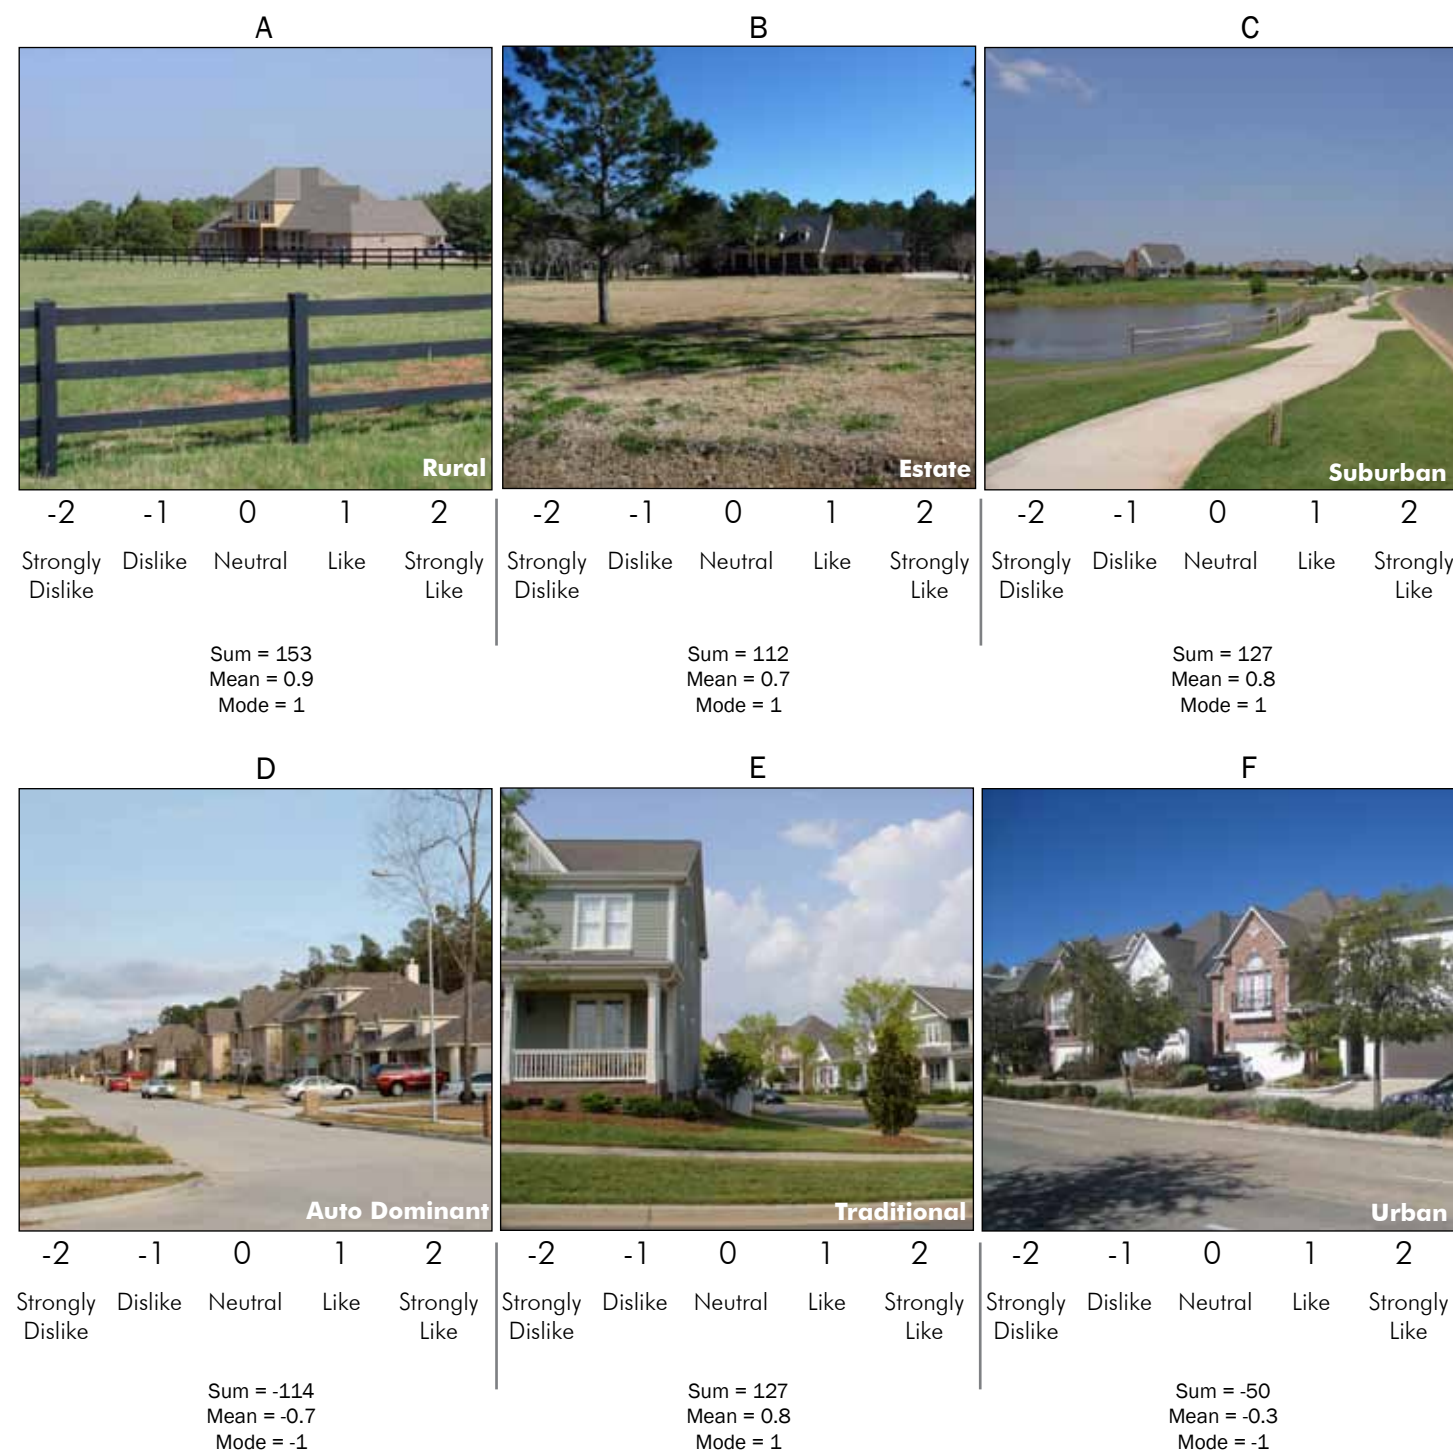 A B C
Rural Estate Suburban
-2 -1 0 1 2 -2 -1 0 1 2 -2 -1 0 1 2
Strongly Dislike Neutral Like Strongly Strongly Dislike Neutral Like Strongly Strongly Dislike Neutral Like Strongly
Dislike Like Dislike Like Dislike Like
Sum = 153 Sum = 112 Sum = 127
Mean = 0.9 Mean = 0.7 Mean = 0.8
Mode = 1 Mode = 1 Mode = 1
D E F
Auto Dominant Traditional Urban
-2 -1 0 1 2 -2 -1 0 1 2 -2 -1 0 1 2
Strongly Dislike Neutral Like Strongly Strongly Dislike Neutral Like Strongly Strongly Dislike Neutral Like Strongly
Dislike Like Dislike Like Dislike Like
Sum = -114 Sum = 127 Sum = -50
Mean = -0.7 Mean = 0.8 Mean = -0.3
Mode = -1 Mode = 1 Mode = -1